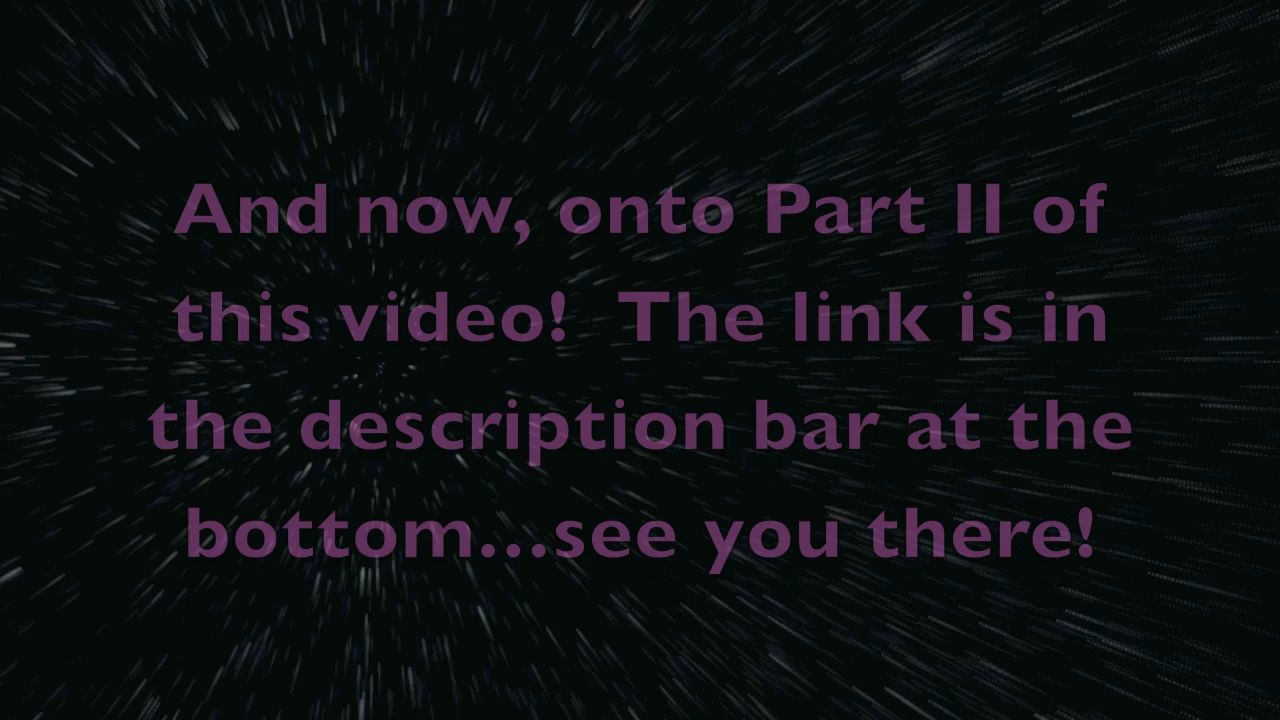 And now, onto Part II of
this video!  The link is in
the description bar at the
bottom...see you there!